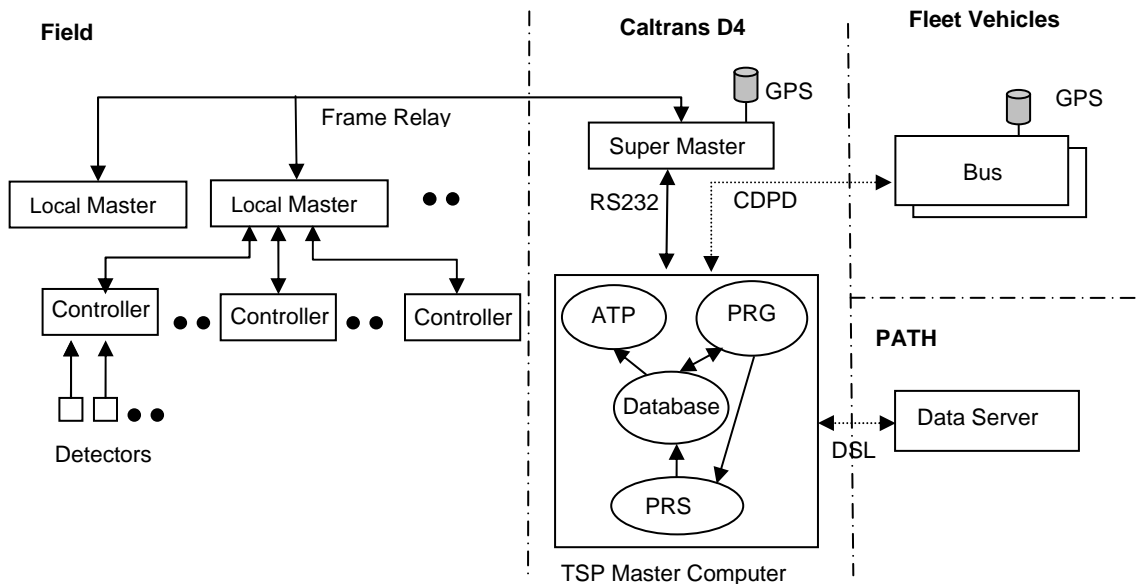 Field
Caltrans D4
Fleet Vehicles
GPS
GPS
Frame Relay
Super Master
Bus
Local Master
Local Master
RS232
CDPD
Controller
Controller
Controller
ATP
PRG
PATH
Database
Data Server
DSL
Detectors
PRS
TSP Master Computer